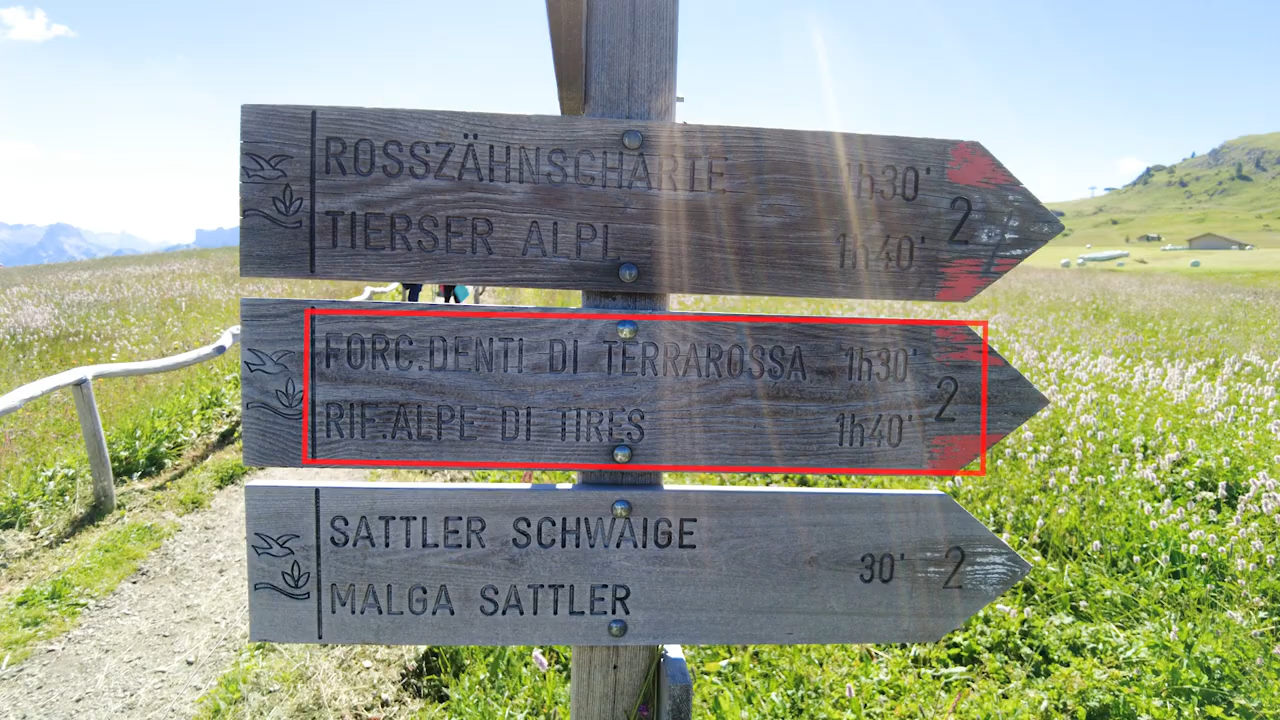 ROSSZÄHNSCHARTE 1h30'
TIERSER ALPL 1h40'
2
FORC.DENTI DI TERRAROSSA 1h30'
RIF.ALPE DI TIRES 1h40'
2
SATTLER SCHWAIGE
MALGA SATTLER
30' 2